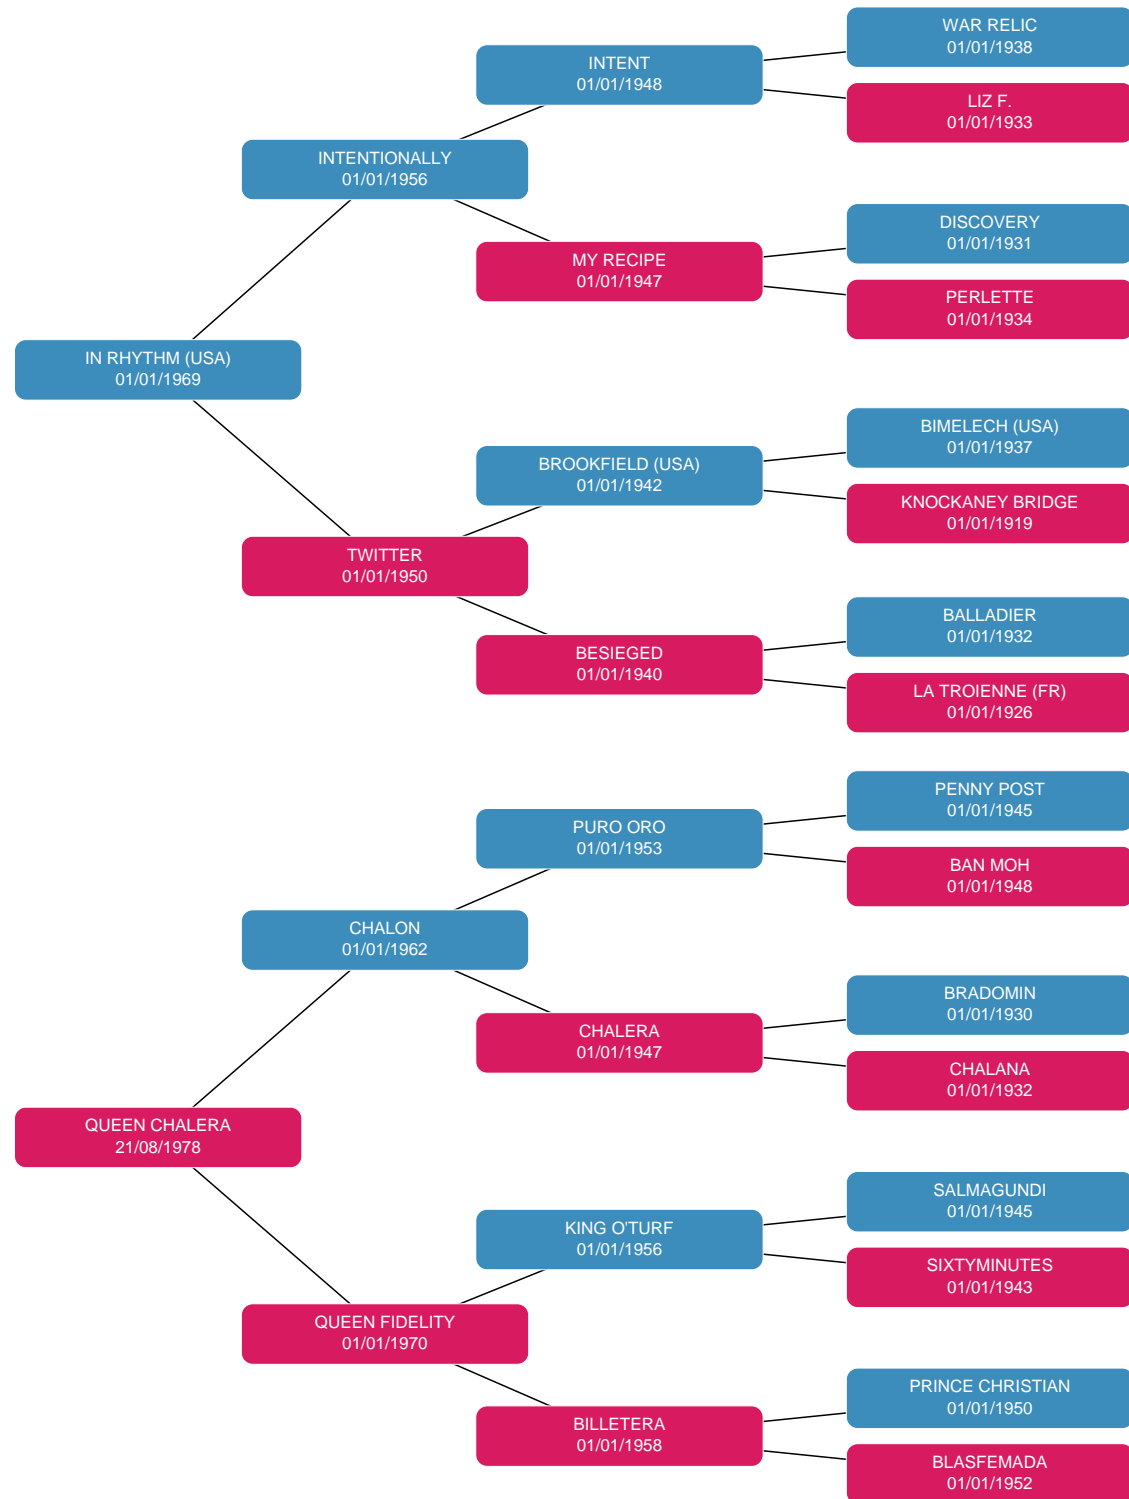 WAR RELIC
01/01/1938
INTENT
01/01/1948
LIZ F.
01/01/1933
INTENTIONALLY
01/01/1956
DISCOVERY
01/01/1931
MY RECIPE
01/01/1947
PERLETTE
01/01/1934
IN RHYTHM (USA)
01/01/1969
BIMELECH (USA)
01/01/1937
BROOKFIELD (USA)
01/01/1942
KNOCKANEY BRIDGE
01/01/1919
TWITTER
01/01/1950
BALLADIER
01/01/1932
BESIEGED
01/01/1940
LA TROIENNE (FR)
01/01/1926
PENNY POST
01/01/1945
PURO ORO
01/01/1953
BAN MOH
01/01/1948
CHALON
01/01/1962
BRADOMIN
01/01/1930
CHALERA
01/01/1947
CHALANA
01/01/1932
QUEEN CHALERA
21/08/1978
SALMAGUNDI
01/01/1945
KING O'TURF
01/01/1956
SIXTYMINUTES
01/01/1943
QUEEN FIDELITY
01/01/1970
PRINCE CHRISTIAN
01/01/1950
BILLETERA
01/01/1958
BLASFEMADA
01/01/1952